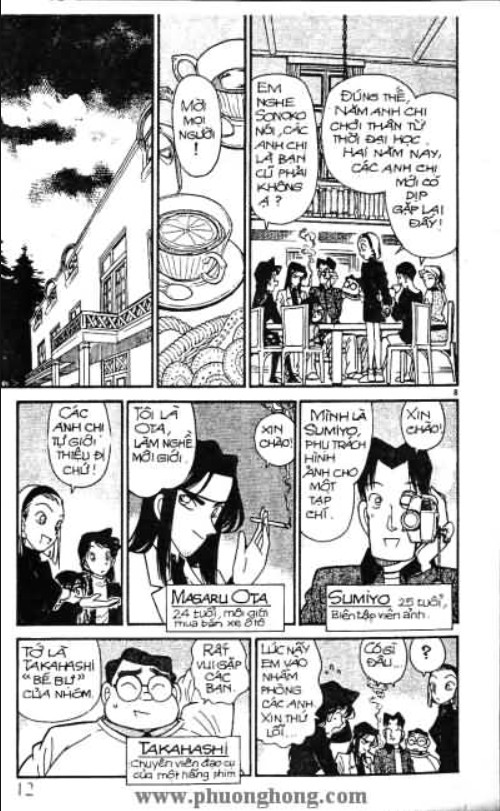 MỜI
MỌI
NGƯỜI
!
EM
NGHE
SONOKO
NÓI, CÁC
ANH CHỊ
LÀ BẠN
CŨ PHẢI
KHÔNG
Ạ?
ĐÚNG THẾ,
NĂM ANH CHỊ
CHƠI THÂN TỪ
THỜI ĐẠI HỌC.
HAI NĂM NAY,
CÁC ANH CHỊ
MỚI CÓ
DỊP
GẶP LẠI
ĐẤY!
8
CÁC
ANH CHỊ
TỰ GIỚI
THIỆU ĐI
CHỨ!
TÔI LÀ
OTA,
LÀM NGHỀ
MÔI GIỚI.
XIN
CHÀO!
MASARU OTA
24 tuổi, môi giới
mua bán xe ôtô
MÌNH LÀ
SUMIYO,
PHỤ TRÁCH
HÌNH
ẢNH CHO
MỘT
TẠP
CHÍ.
XIN
CHÀO!
SUMIYO 25 tuổi,
Biên tập viên ảnh.
TỚ LÀ
TAKAHASHI
"BÉ BỰ"
CỦA NHÓM.
RẤT
VUI GẶP
CÁC
BẠN.
TAKAHASHI
Chuyên viên đạo cụ
của một hãng phim
LÚC NÃY
EM VÀO
NHẦM
PHÒNG
CÁC ANH.
XIN THỨ
LỖI...
CÓ GÌ
ĐÂU...
?
12
www.phuonghong.com